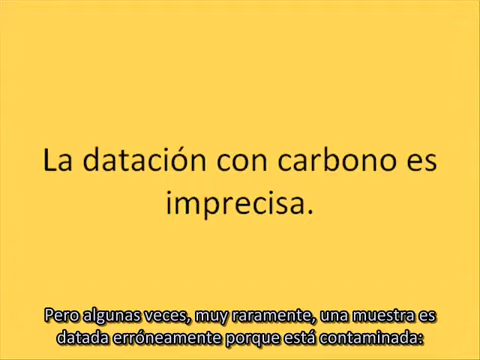 La datación con carbono es
imprecisa.
Pero algunas veces, muy raramente, una muestra es
datada erróneamente porque está contaminada: